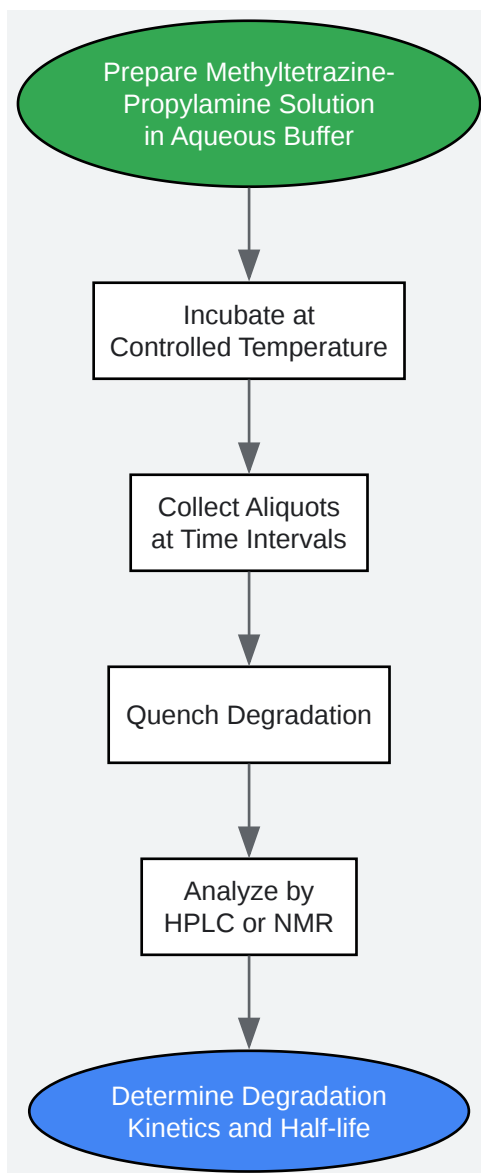 Prepare Methyltetrazine-
Propylamine Solution
in Aqueous Buffer
Incubate at
Controlled Temperature
Collect Aliquots
at Time Intervals
Quench Degradation
Analyze by
HPLC or NMR
Determine Degradation
Kinetics and Half-life